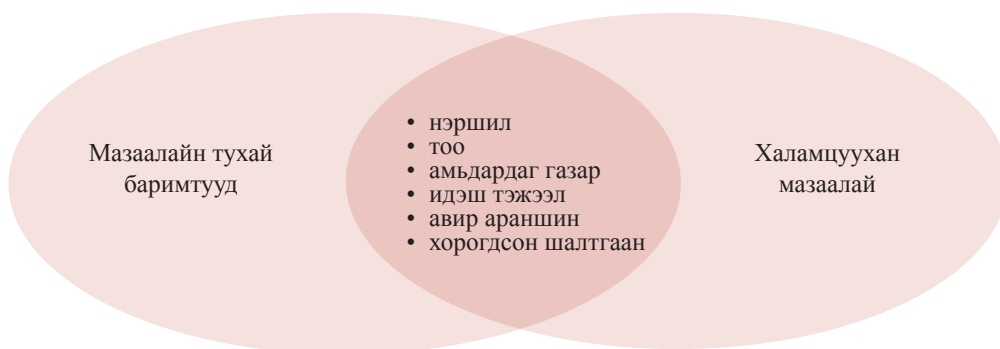 Мазаалайн тухай
баримтууд
• нэршил
• тоо
• амьдардаг газар
• идэш тэжээл
• авир араншин
• хорогдсон шалтгаан
Халамцуухан
мазаалай